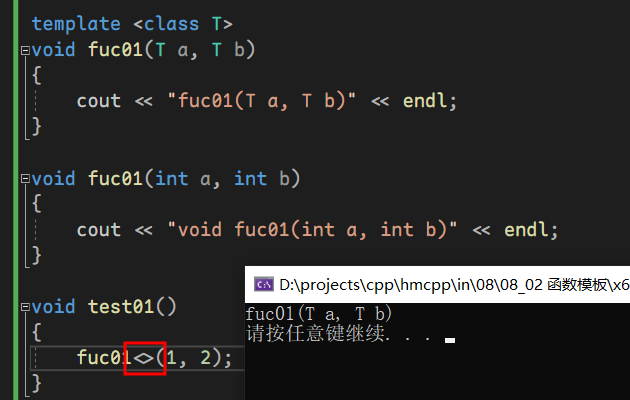 template <class T>
void fuc01(T a, T b)
{
cout << "fuc01(T a, T b)" << endl;
}
void fuc01(int a, int b)
{
cout << "void fuc01(int a, int b)" << endl;
}
void test01()
{
fuc01<>(1, 2);
}
D:\projects\cpp\hmcpp\in\08\08_02 函数模板\x6
fuc01(T a, T b)
请按任意键继续. . .